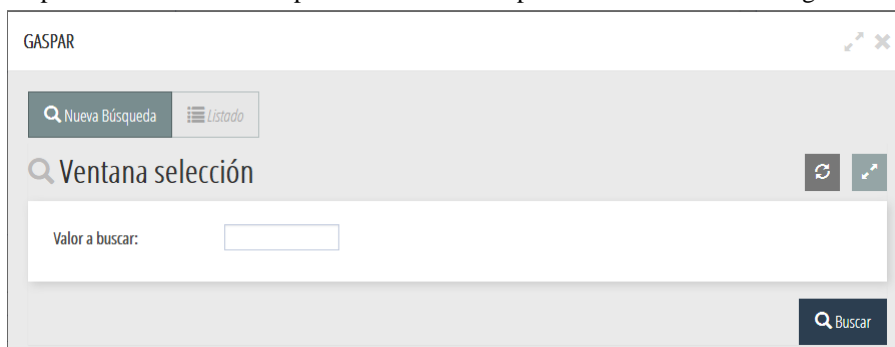 GASPAR
Nueva Búsqueda
Listado
Ventana selección
Valor a buscar:
Buscar